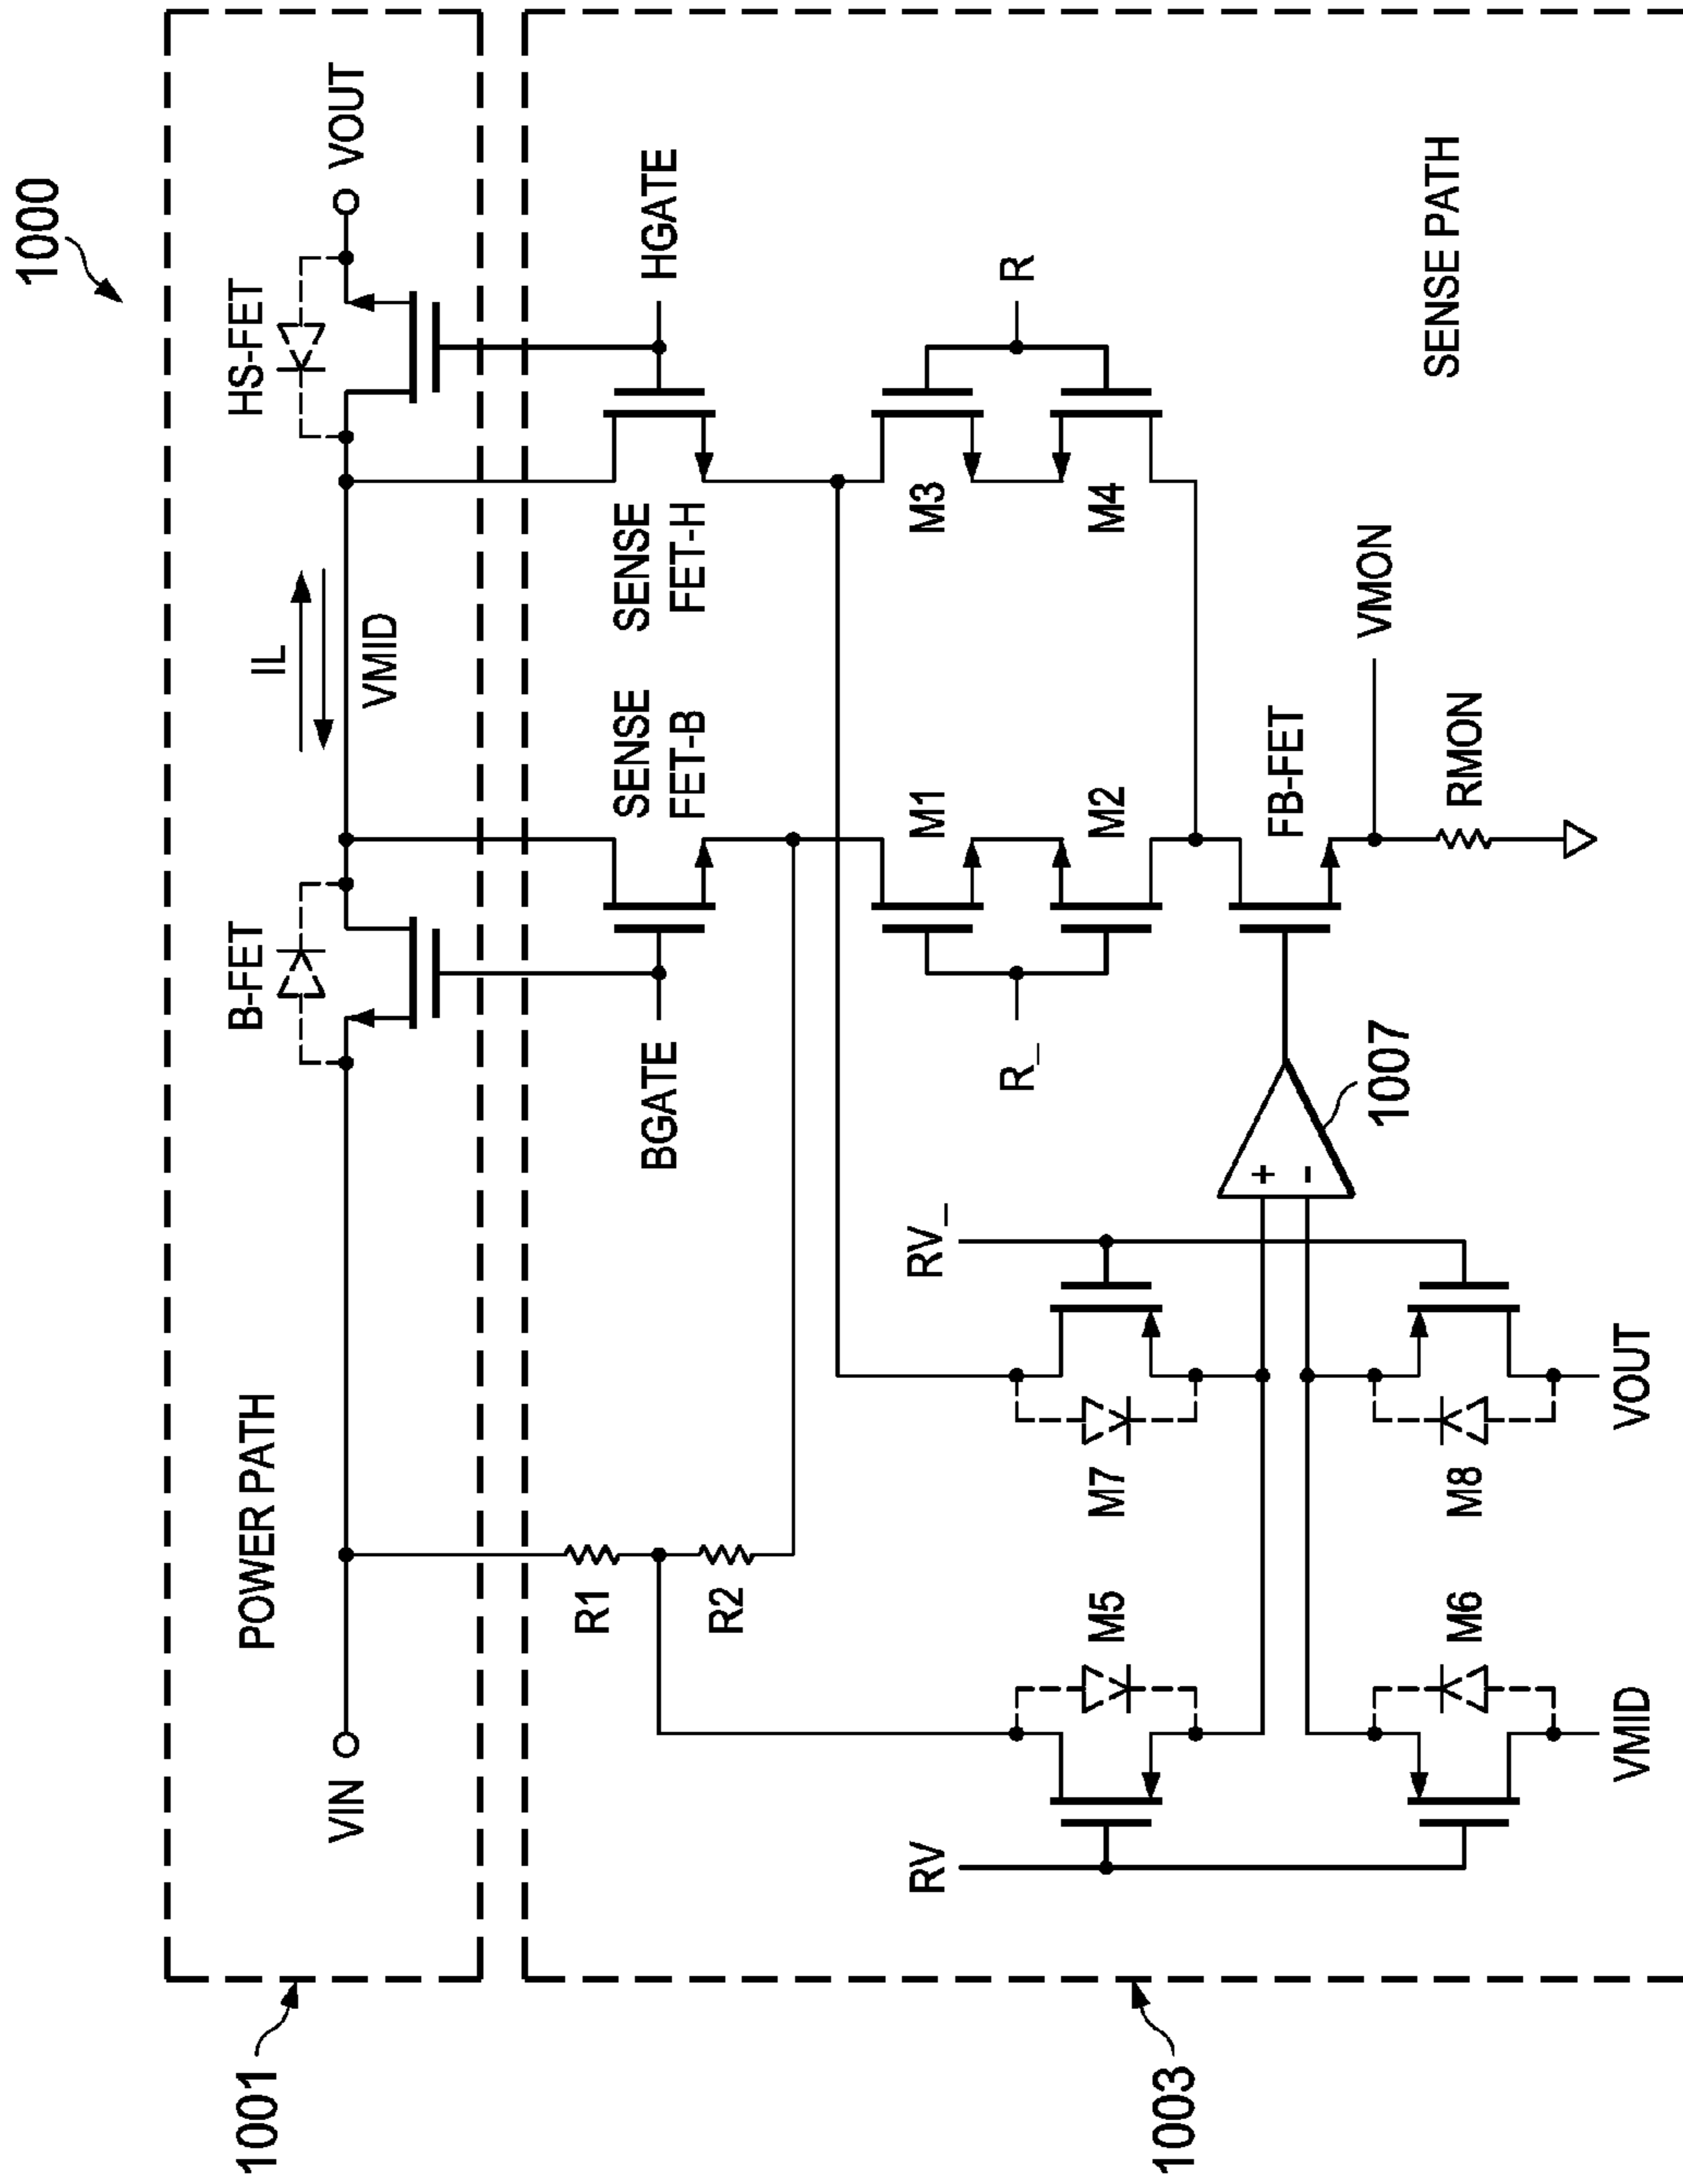 1000
1001
POWER PATH
VIN
B-FET
IL
VMID
HS-FET
VOUT
1003
R1
R2
BGATE
SENSE
FET-B
SENSE
FET-H
HGATE
RV
M5
M7
RV_
R_
M1
M2
M3
M4
R
M6
M8
+
-
1007
FB-FET
VMON
RMON
VMID
VOUT
SENSE PATH